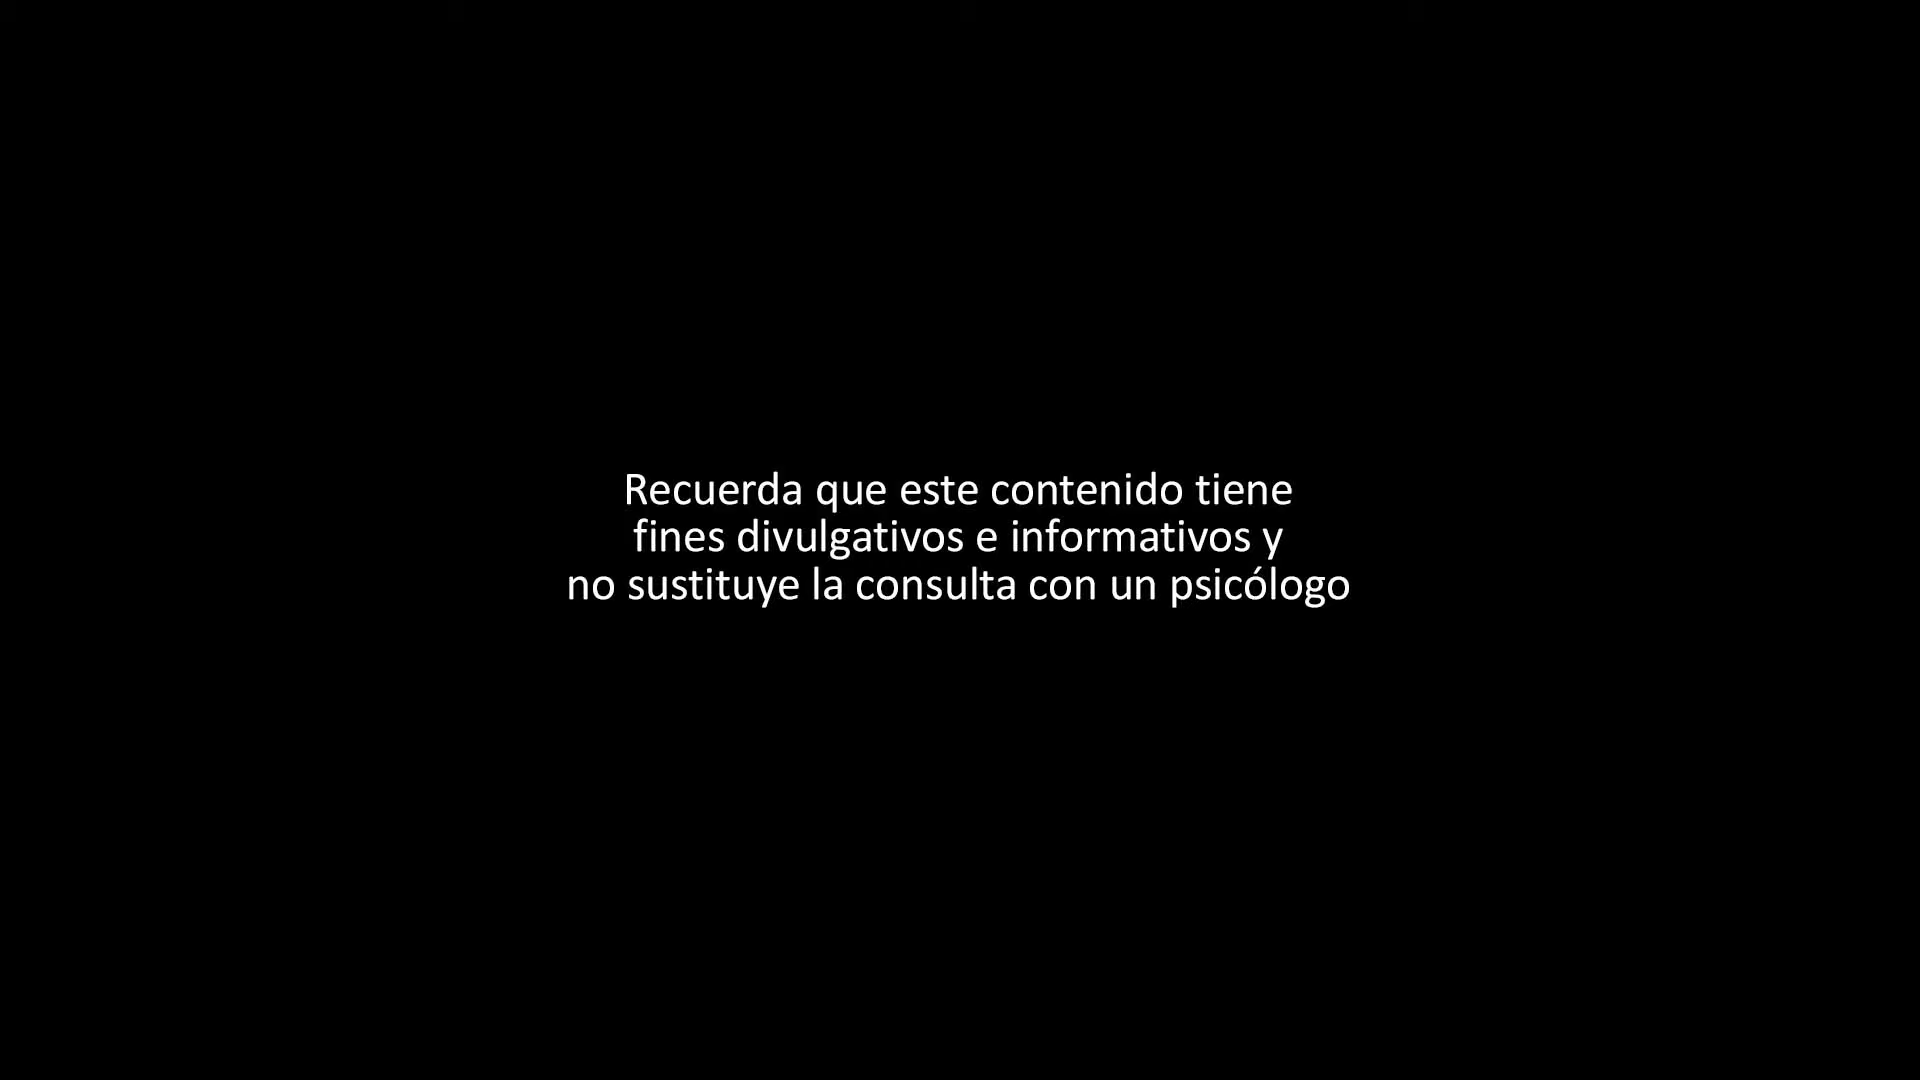 Recuerda que este contenido tiene
fines divulgativos e informativos y
no sustituye la consulta con un psicólogo